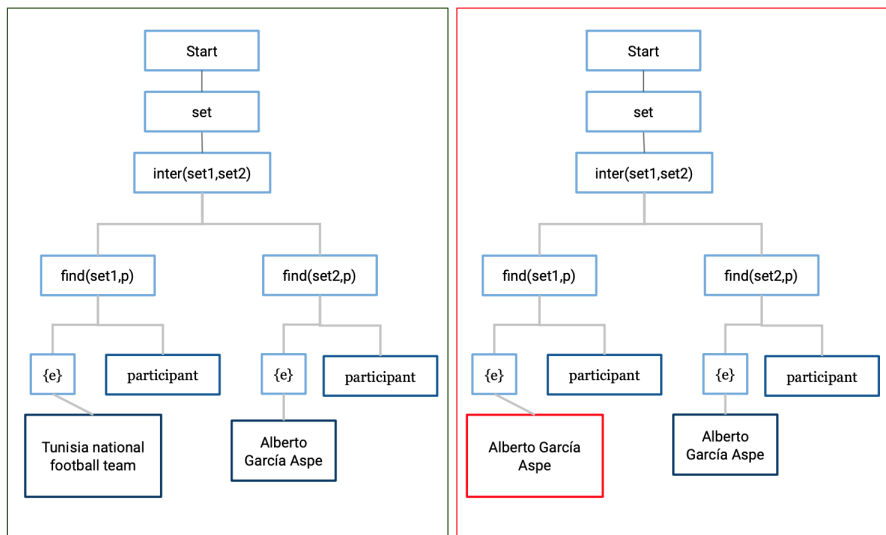 Start
set
inter(set1,set2)
find(set1,p)
find(set2,p)
{e}
participant
{e}
participant
Tunisia national
football team
Alberto
García Aspe
Start
set
inter(set1,set2)
find(set1,p)
find(set2,p)
{e}
participant
{e}
participant
Alberto García
Aspe
Alberto
García Aspe